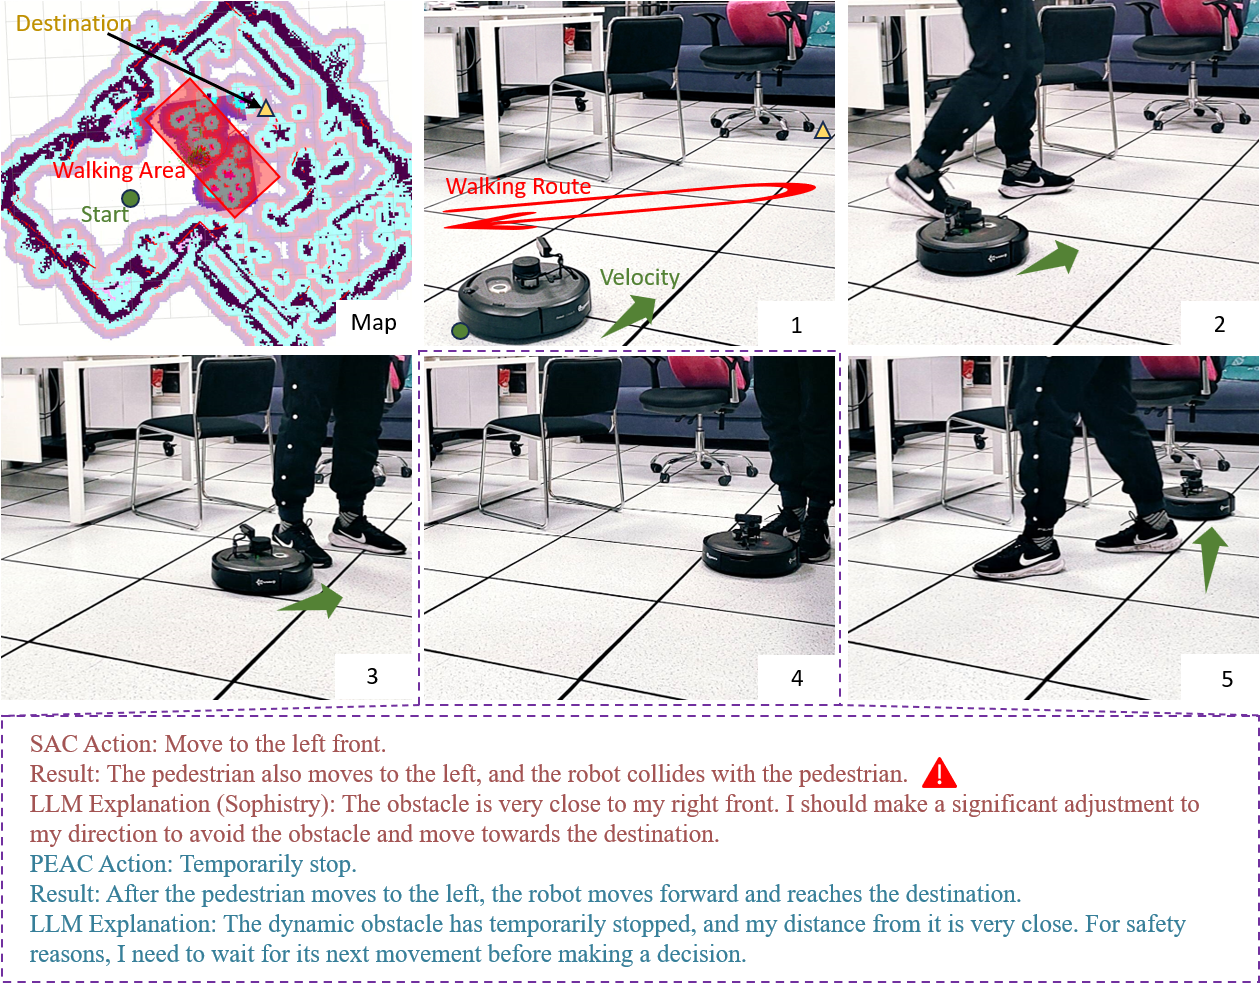 Destination
Walking Area
Start
Map
Walking Route
Velocity
1
2
3
4
5
SAC Action: Move to the left front.
Result: The pedestrian also moves to the left, and the robot collides with the pedestrian.
LLM Explanation (Sophistry): The obstacle is very close to my right front. I should make a significant adjustment to
my direction to avoid the obstacle and move towards the destination.
PEAC Action: Temporarily stop.
Result: After the pedestrian moves to the left, the robot moves forward and reaches the destination.
LLM Explanation: The dynamic obstacle has temporarily stopped, and my distance from it is very close. For safety
reasons, I need to wait for its next movement before making a decision.